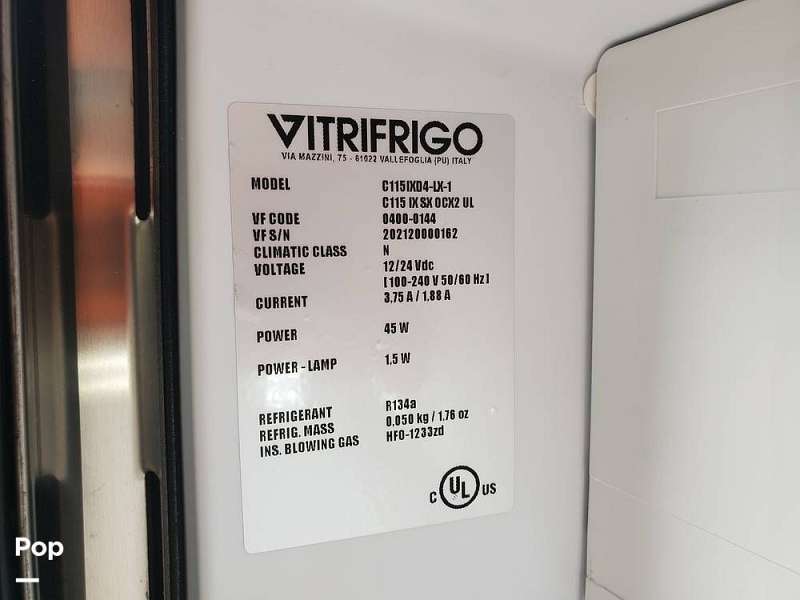 VITRIFRIGO
VIA MAZZINI, 75 - 61022 VALLEFOGLIA (PU) ITALY
MODEL C115IXD4-LX-1
C115 IX SX OCX2 UL
VF CODE 0400-0144
VF S/N 202120000162
CLIMATIC CLASS N
VOLTAGE 12/24 Vdc
[ 100-240 V 50/60 Hz ]
CURRENT 3.75 A / 1.88 A
POWER 45 W
POWER - LAMP 1.5 W
REFRIGERANT R134a
REFRIG. MASS 0.050 kg / 1.76 oz
INS. BLOWING GAS HFO-1233zd
C UL US
Pop